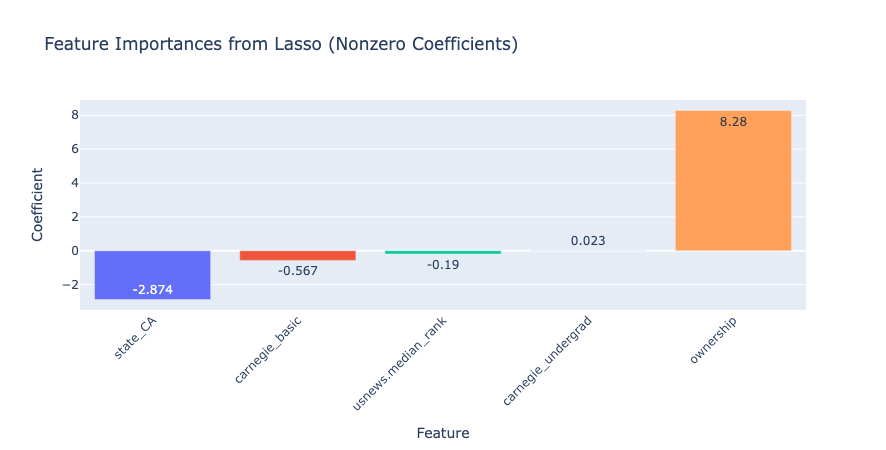 Feature Importances from Lasso (Nonzero Coefficients)
8
6
4
2
0
−2
Coefficient
-2.874
-0.567
-0.19
0.023
8.28
state_CA
carnegie_basic
usnews.median_rank
carnegie_undergrad
ownership
Feature